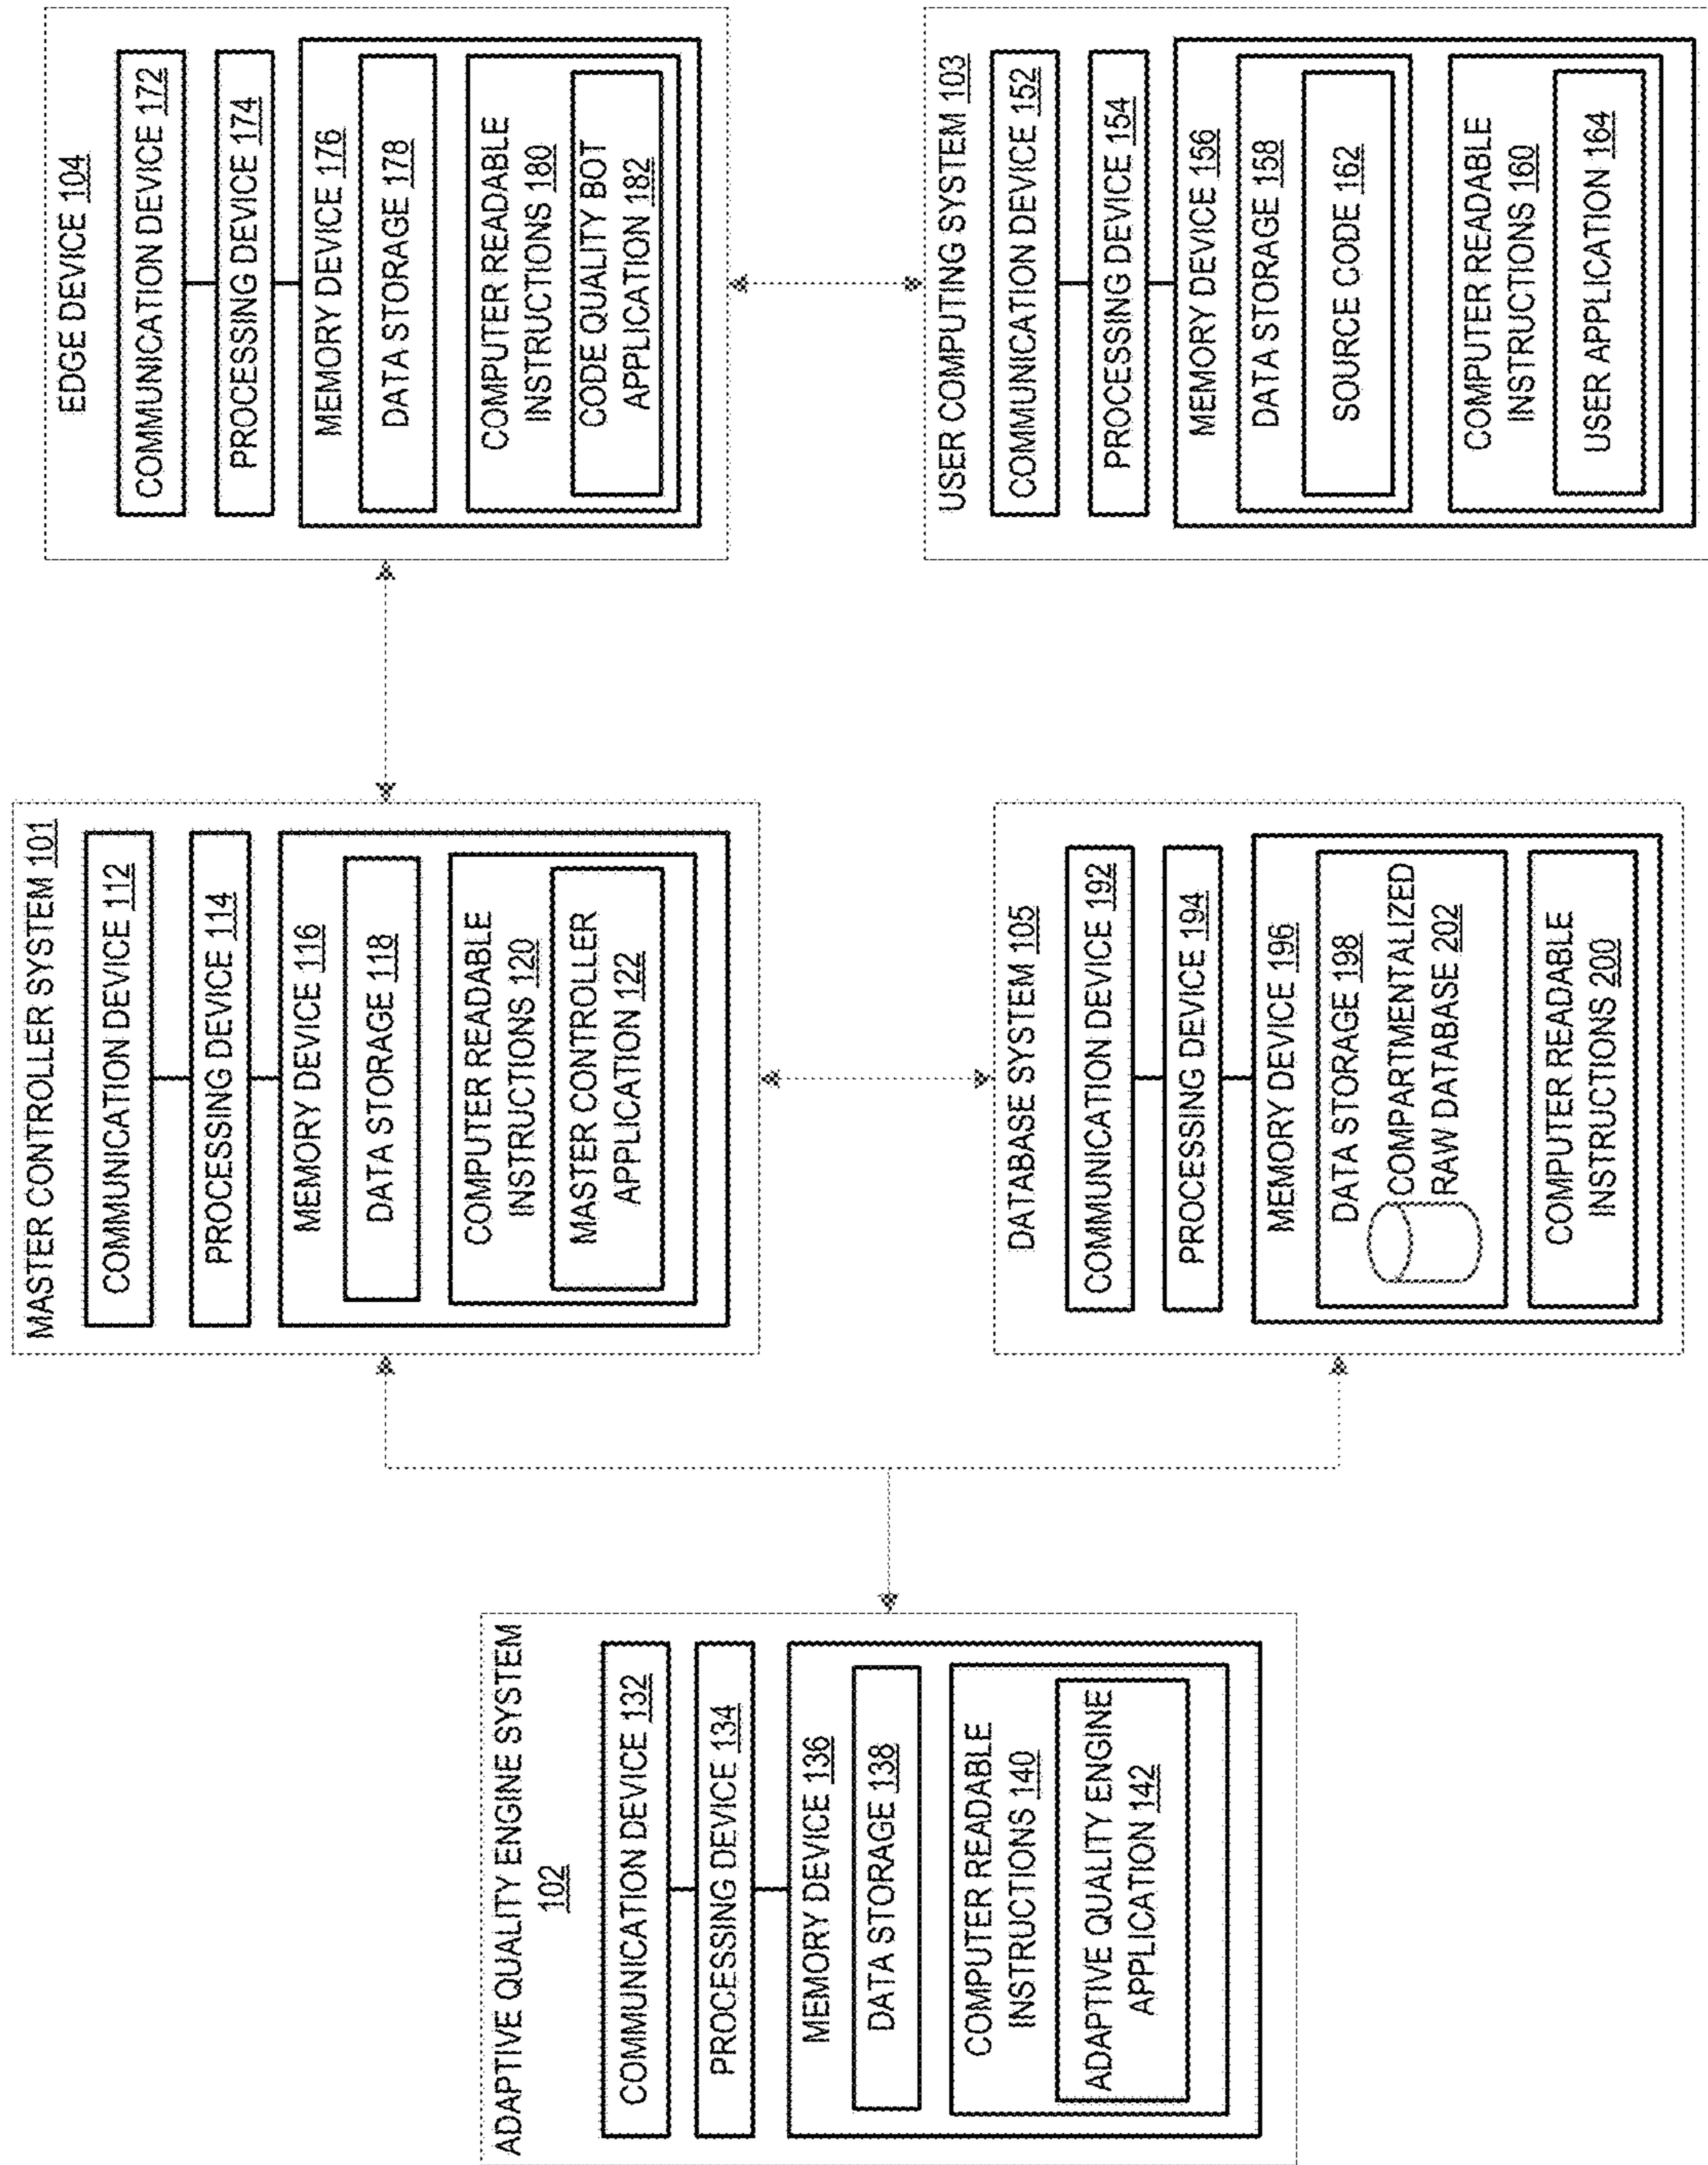 ADAPTIVE QUALITY ENGINE SYSTEM
102
COMMUNICATION DEVICE 132
PROCESSING DEVICE 134
MEMORY DEVICE 136
DATA STORAGE 138
COMPUTER READABLE
INSTRUCTIONS 140
ADAPTIVE QUALITY ENGINE
APPLICATION 142
MASTER CONTROLLER SYSTEM 101
COMMUNICATION DEVICE 112
PROCESSING DEVICE 114
MEMORY DEVICE 116
DATA STORAGE 118
COMPUTER READABLE
INSTRUCTIONS 120
MASTER CONTROLLER
APPLICATION 122
DATABASE SYSTEM 105
COMMUNICATION DEVICE 192
PROCESSING DEVICE 194
MEMORY DEVICE 196
DATA STORAGE 198
COMPARTMENTALIZED
RAW DATABASE 202
COMPUTER READABLE
INSTRUCTIONS 200
EDGE DEVICE 104
COMMUNICATION DEVICE 172
PROCESSING DEVICE 174
MEMORY DEVICE 176
DATA STORAGE 178
COMPUTER READABLE
INSTRUCTIONS 180
CODE QUALITY BOT
APPLICATION 182
USER COMPUTING SYSTEM 103
COMMUNICATION DEVICE 152
PROCESSING DEVICE 154
MEMORY DEVICE 156
DATA STORAGE 158
SOURCE CODE 162
COMPUTER READABLE
INSTRUCTIONS 160
USER APPLICATION 164